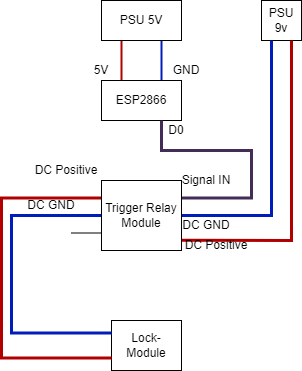 PSU 5V
PSU
9v
5V
GND
ESP2866
D0
DC Positive
Signal IN
DC GND
Trigger Relay
Module
DC GND
DC Positive
Lock-
Module